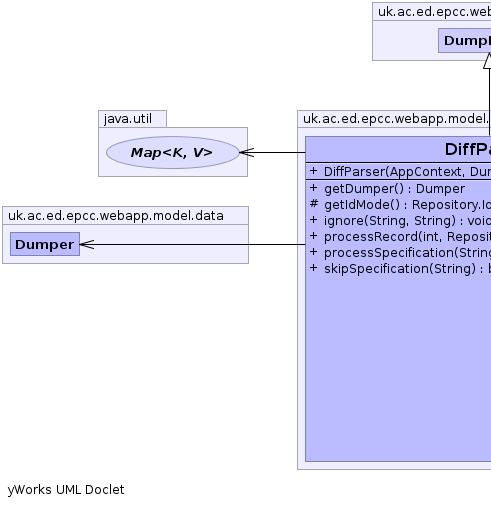 uk.ac.ed.epcc.web
Dump
java.util
Map<K, V>
uk.ac.ed.epcc.webapp.model.data
Dumper
uk.ac.ed.epcc.webapp.model.
DiffPa
+ DiffParser(AppContext, Dum
+ getDumper() : Dumper
# getIdMode() : Repository.Id
+ ignore(String, String) : void
+ processRecord(int, Reposit
+ processSpecification(String
+ skipSpecification(String) : b
yWorks UML Doclet